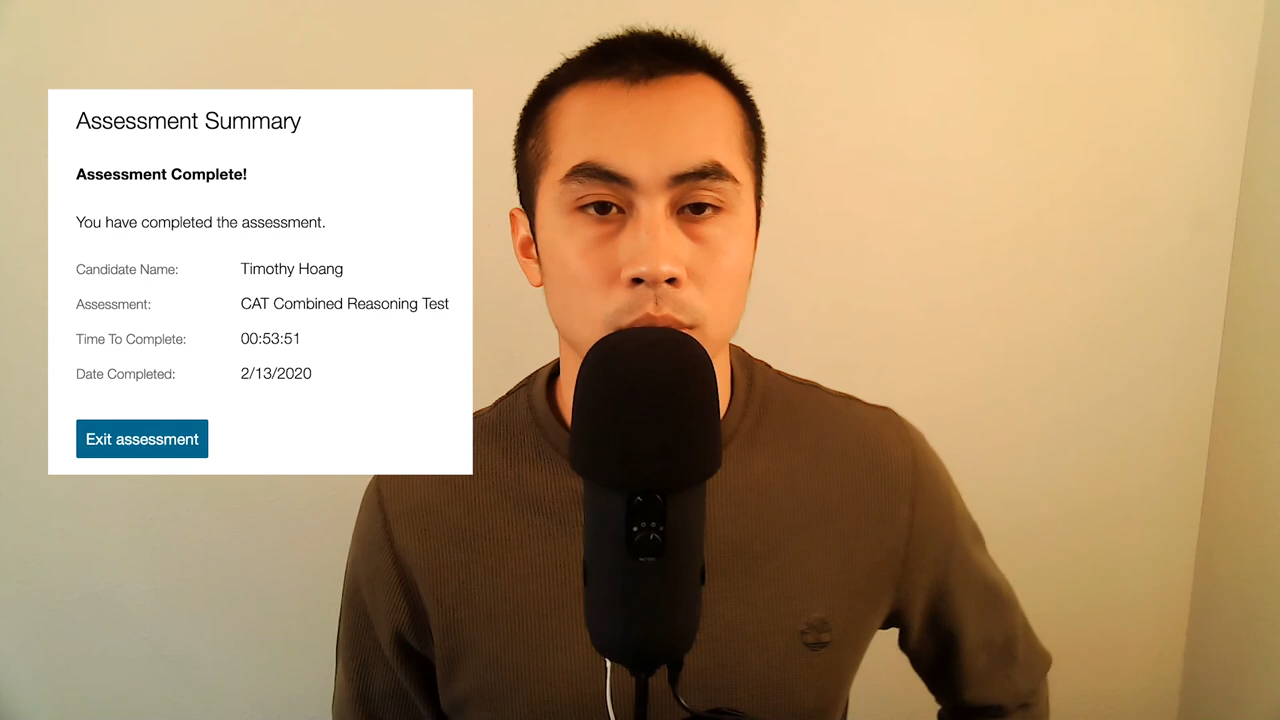 Assessment Summary
Assessment Complete!
You have completed the assessment.
Candidate Name: Timothy Hoang
Assessment: CAT Combined Reasoning Test
Time To Complete: 00:53:51
Date Completed: 2/13/2020
Exit assessment